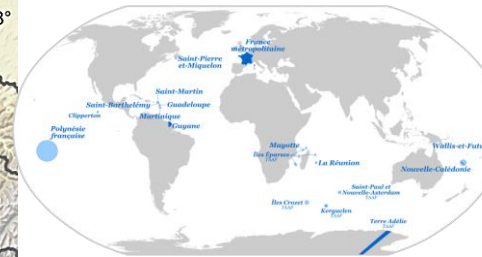 3°
France
métropolitaine
Saint-Pierre
et-Miquelon
Saint-Martin
Saint-Barthélemy
Guadeloupe
Clipperton
Martinique
Guyane
Polynésie
française
Mayotte
Îles Éparses
TAAF
La Réunion
Wallis-et-Futu
Nouvelle-Calédonie
Saint-Paul et
Nouvelle-Amsterdam
TAAF
Îles Crozet
TAAF
Kerguelen
TAAF
Terre Adélie
TAAF